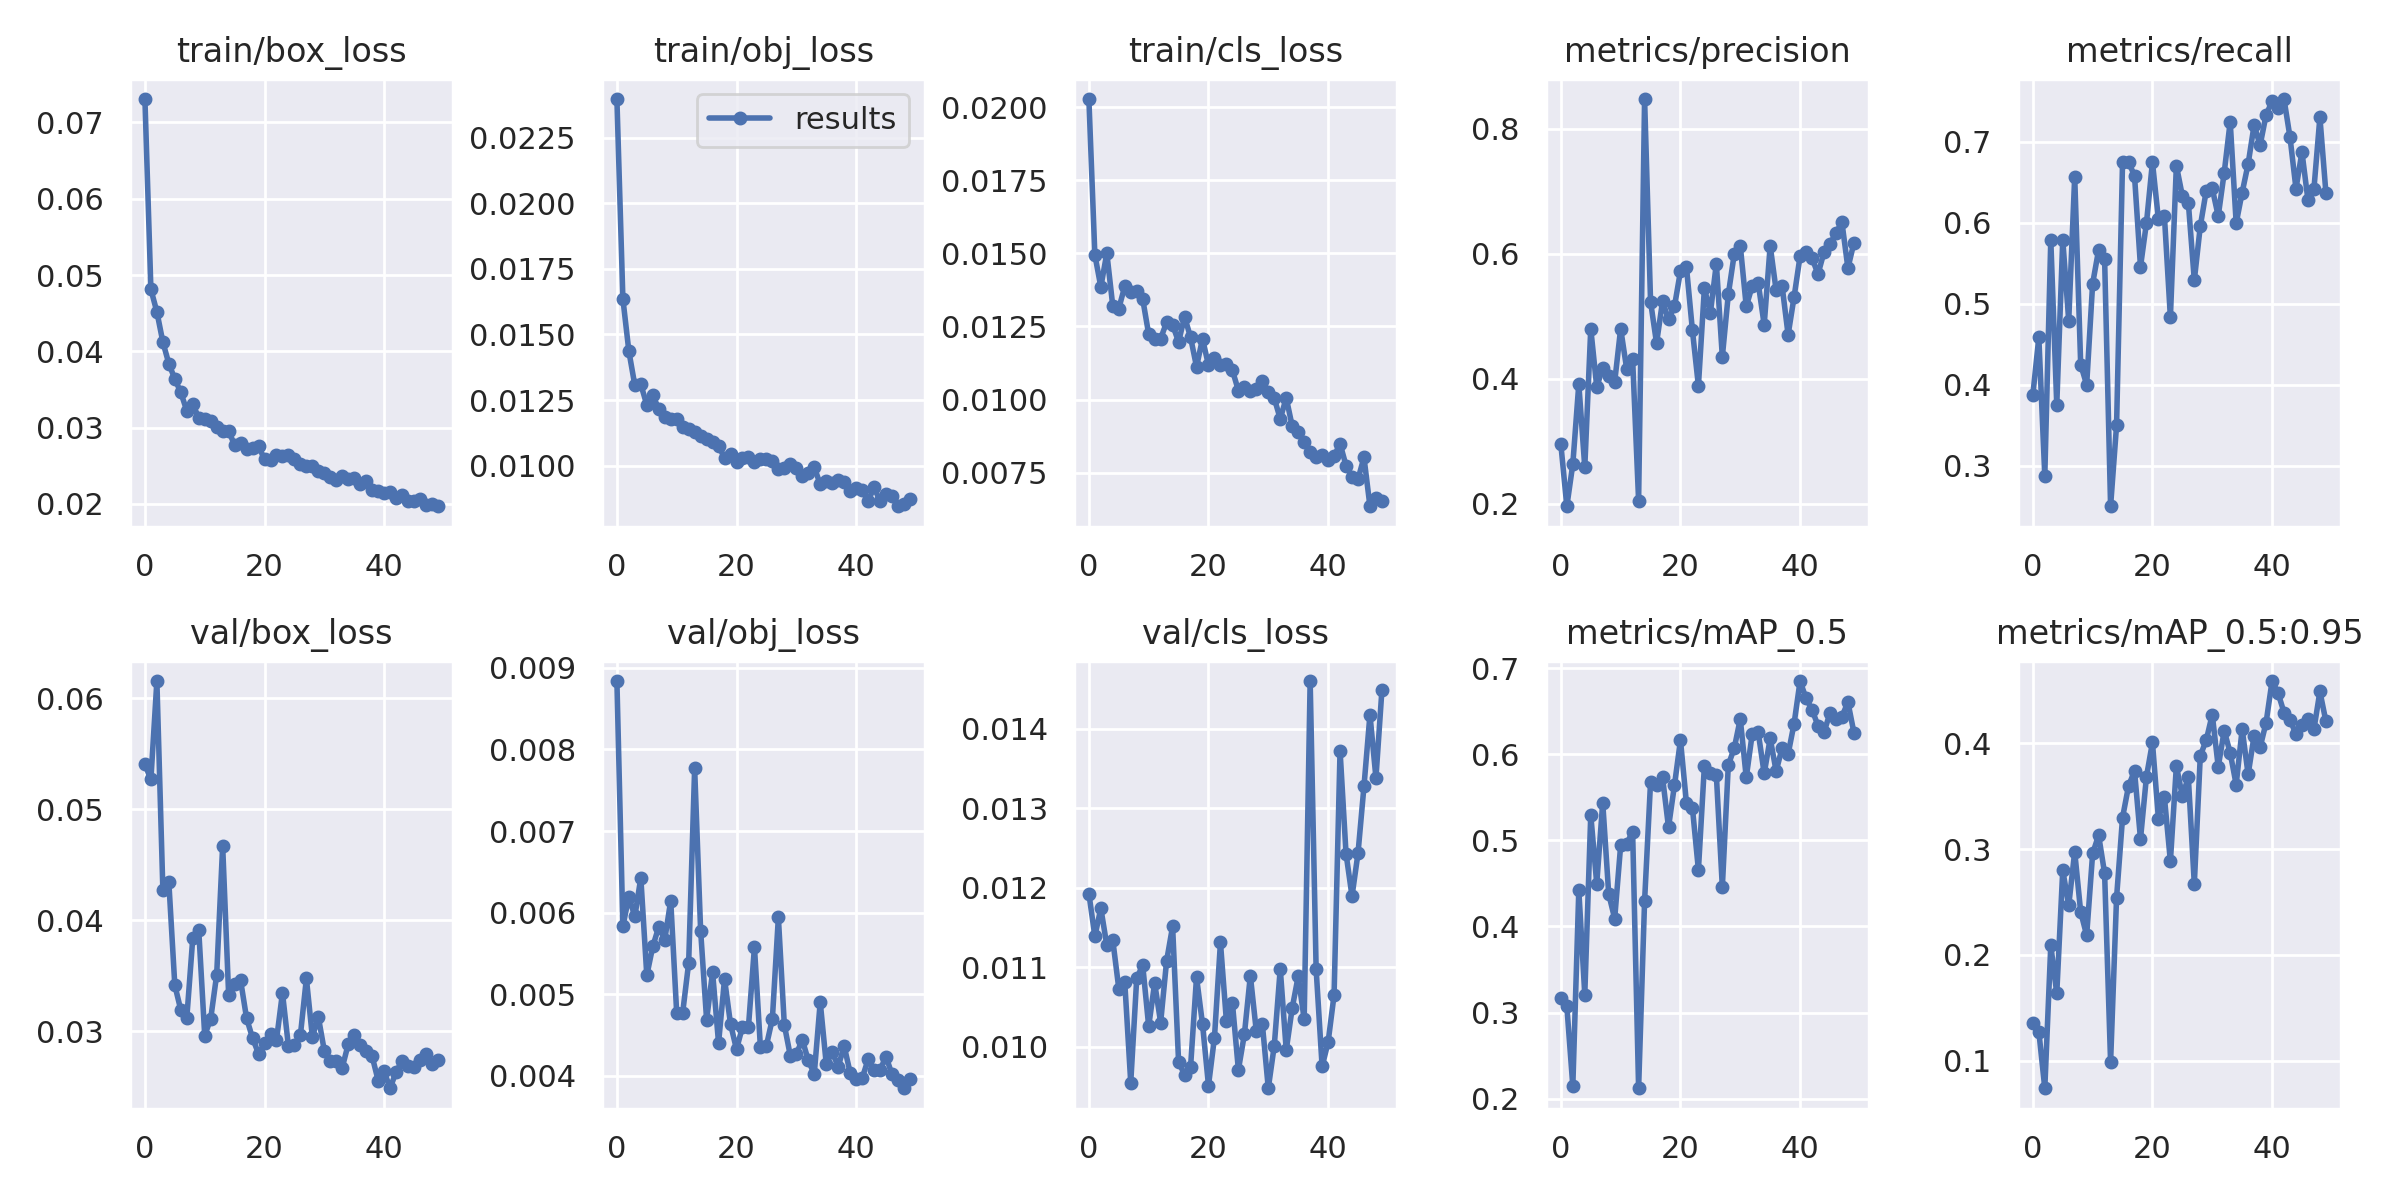 train/box_loss
train/obj_loss
train/cls_loss
metrics/precision
metrics/recall
0.07
0.06
0.05
0.04
0.03
0.02
0 20 40
results
0.0225
0.0200
0.0175
0.0150
0.0125
0.0100
0 20 40
0.0200
0.0175
0.0150
0.0125
0.0100
0.0075
0 20 40
0.8
0.6
0.4
0.2
0 20 40
0.7
0.6
0.5
0.4
0.3
0 20 40
val/box_loss
val/obj_loss
val/cls_loss
metrics/mAP_0.5
metrics/mAP_0.5:0.95
0.06
0.05
0.04
0.03
0 20 40
0.009
0.008
0.007
0.006
0.005
0.004
0 20 40
0.014
0.013
0.012
0.011
0.010
0 20 40
0.7
0.6
0.5
0.4
0.3
0.2
0 20 40
0.4
0.3
0.2
0.1
0 20 40